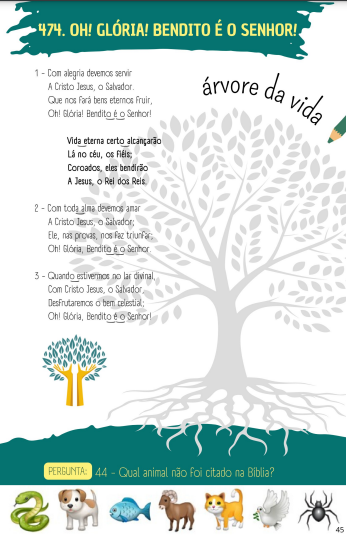 474. OH! GLÓRIA! BENDITO É O SENHOR!
1 - Com alegria devemos servir
A Cristo Jesus, o Salvador.
Que nos fará bens eternos fruir,
Oh! Glória! Bendito é o Senhor!
Vida eterna certo alcançarão
Lá no céu, os fiéis;
Coroados, eles bendirão
A Jesus, o Rei dos Reis.
2 - Com toda alma devemos amar
A Cristo Jesus, o Salvador;
Ele, nas provas, nos faz triunfar;
Oh! Glória, Bendito é o Senhor.
3 - Quando estivermos no lar divinal,
Com Cristo Jesus, o Salvador,
Desfrutaremos o bem celestial;
Oh! Glória, Bendito é o Senhor!
árvore da vida
PERGUNTA: 44 - Qual animal não foi citado na Bíblia?
45